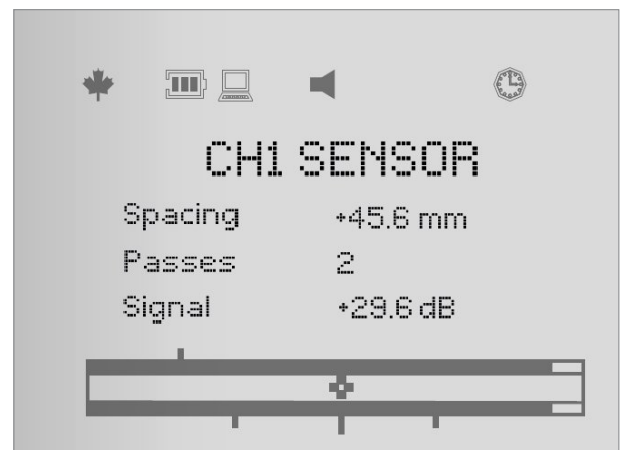 CH1 SENSOR
Spacing +45.6 mm
Passes 2
Signal +29.6 dB